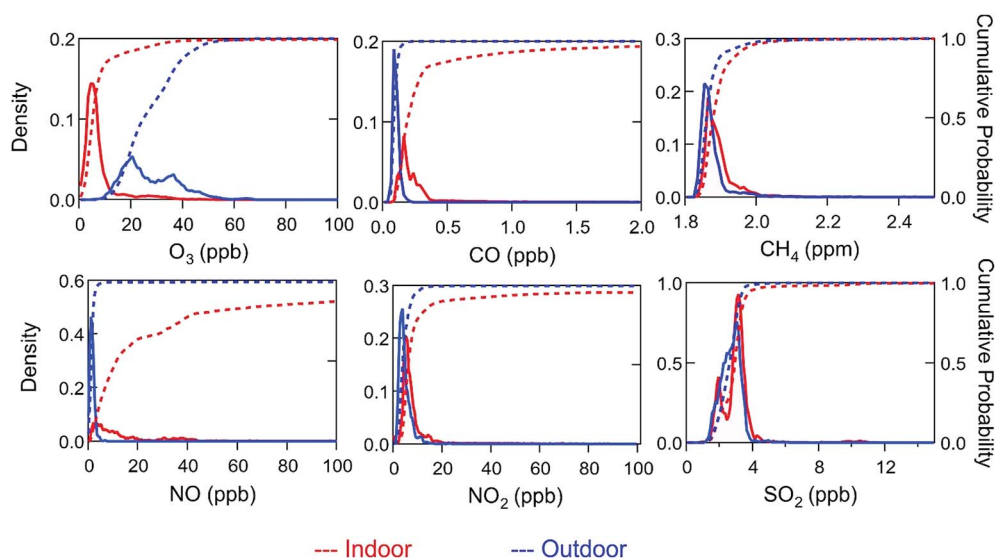 0.2 0.2 0.3 1.0
Density 0.1 0.1 0.2 0.1 0.5 Cumulative Probability
0.0 0.0 0.0 0.0
0 20 40 60 80 100 0.0 0.5 1.0 1.5 2.0 1.8 2.0 2.2 2.4
O3 (ppb) CO (ppb) CH4 (ppm)
0.6 0.3 1.0 1.0
Density 0.4 0.2 0.2 0.1 0.5 0.5 Cumulative Probability
0.0 0.0 0.0 0.0
0 20 40 60 80 100 0 20 40 60 80 100 0 4 8 12
NO (ppb) NO2 (ppb) SO2 (ppb)
Indoor Outdoor